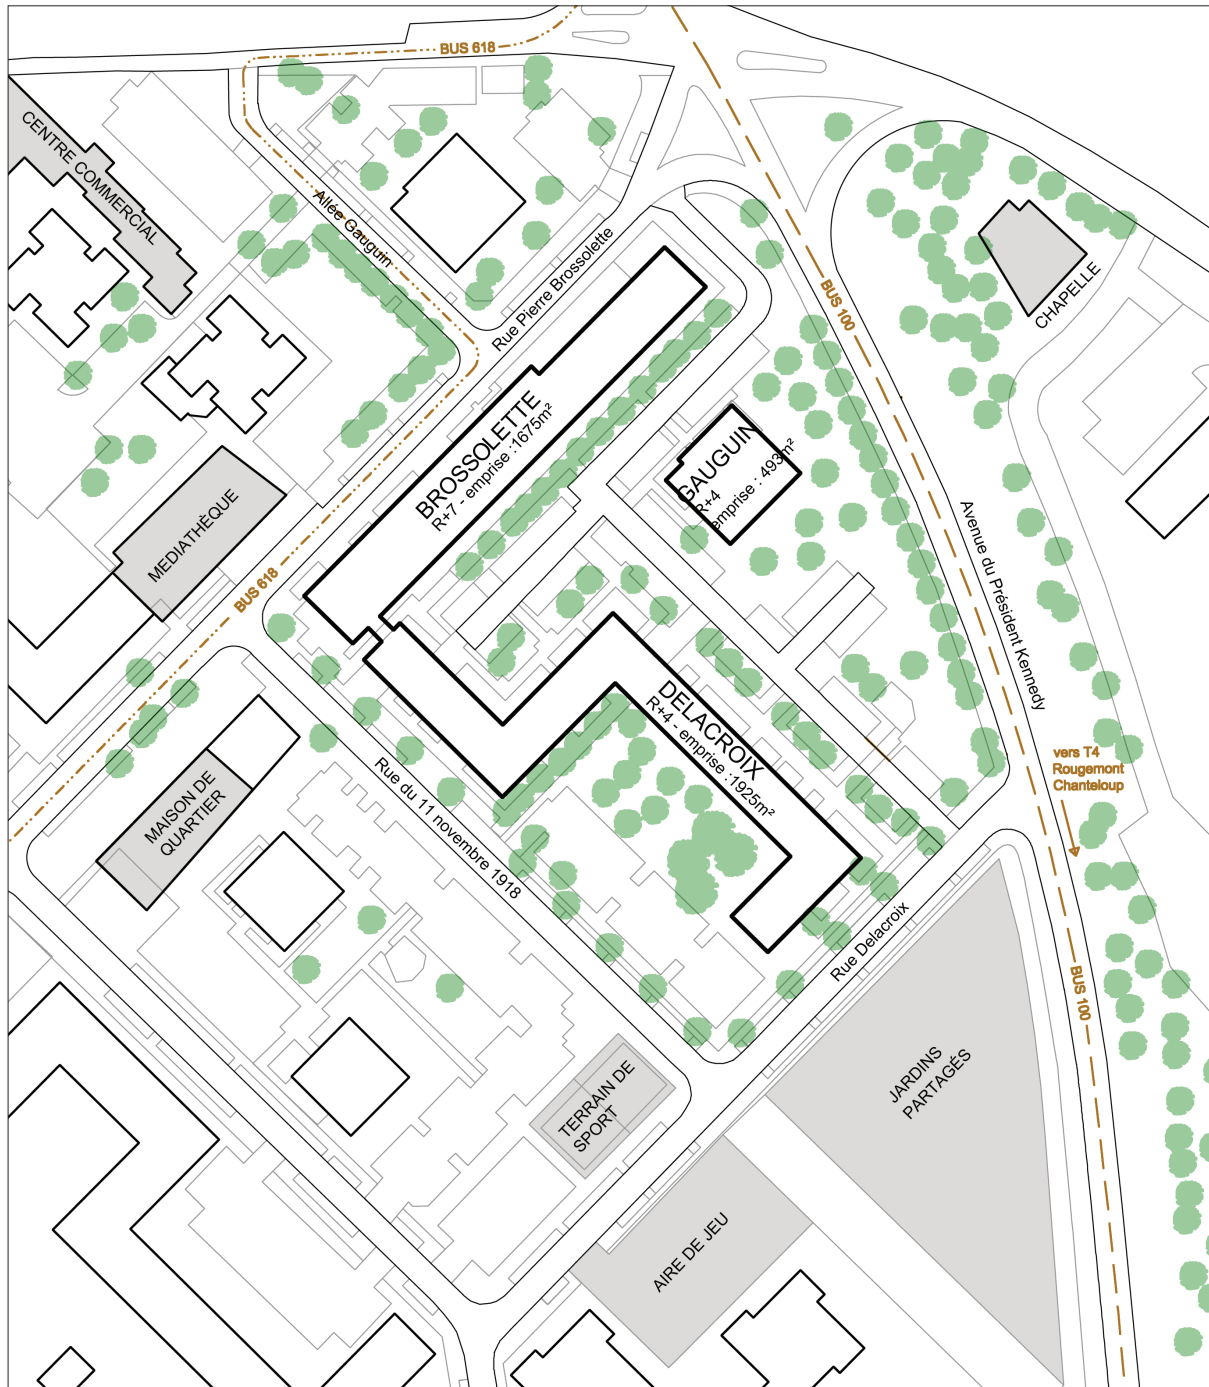 BUS 618
CENTRE COMMERCIAL
Allée Gauguin
Rue Pierre Brossolette
BUS 100
CHAPELLE
BROSSOLETTE
R+7 - emprise :1675m²
GAUGUIN
R+4
emprise : 493m²
MEDIATHÈQUE
BUS 618
Avenue du Président Kennedy
DELACROIX
R+4 - emprise :1925m²
vers T4
Rougemont
Chanteloup
MAISON DE
QUARTIER
Rue du 11 novembre 1918
Rue Delacroix
BUS 100
JARDINS
PARTAGÉS
TERRAIN DE
SPORT
AIRE DE JEU